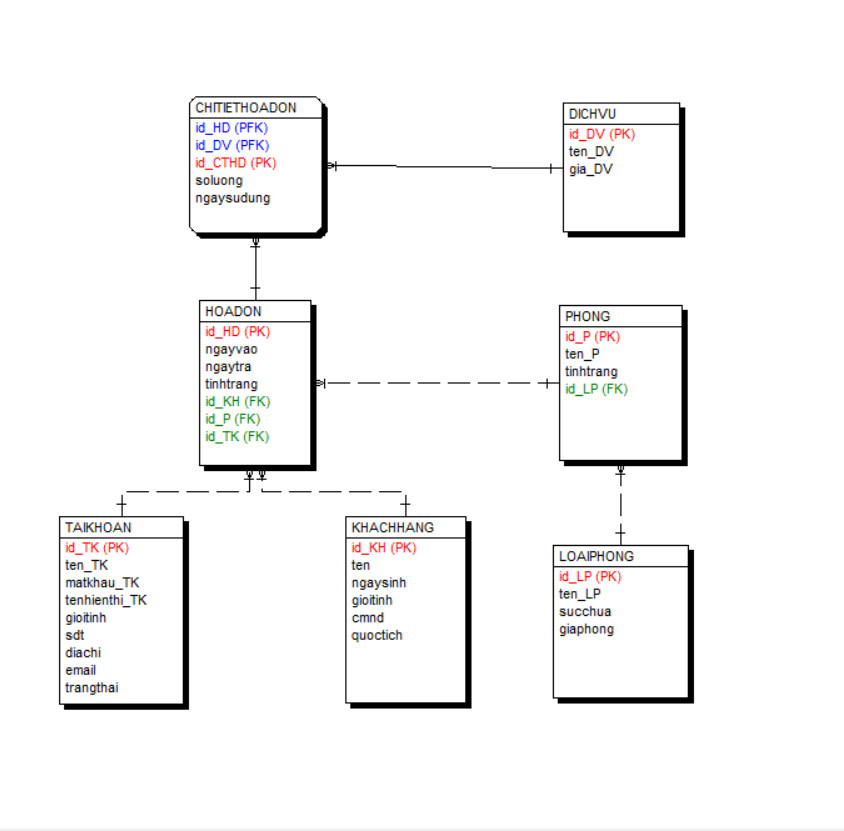 CHITIETHOADON
id_HD (PFK)
id_DV (PFK)
id_CTHD (PK)
soluong
ngaysudung
DICHVU
id_DV (PK)
ten_DV
gia_DV
HOADON
id_HD (PK)
ngayvao
ngaytra
tinhtrang
id_KH (FK)
id_P (FK)
id_TK (FK)
PHONG
id_P (PK)
ten_P
tinhtrang
id_LP (FK)
TAIKHOAN
id_TK (PK)
ten_TK
matkhau_TK
tenhienthi_TK
gioitinh
sdt
diachi
email
trangthai
KHACHHANG
id_KH (PK)
ten
ngaysinh
gioitinh
cmnd
quoctich
LOAIPHONG
id_LP (PK)
ten_LP
succhua
giaphong